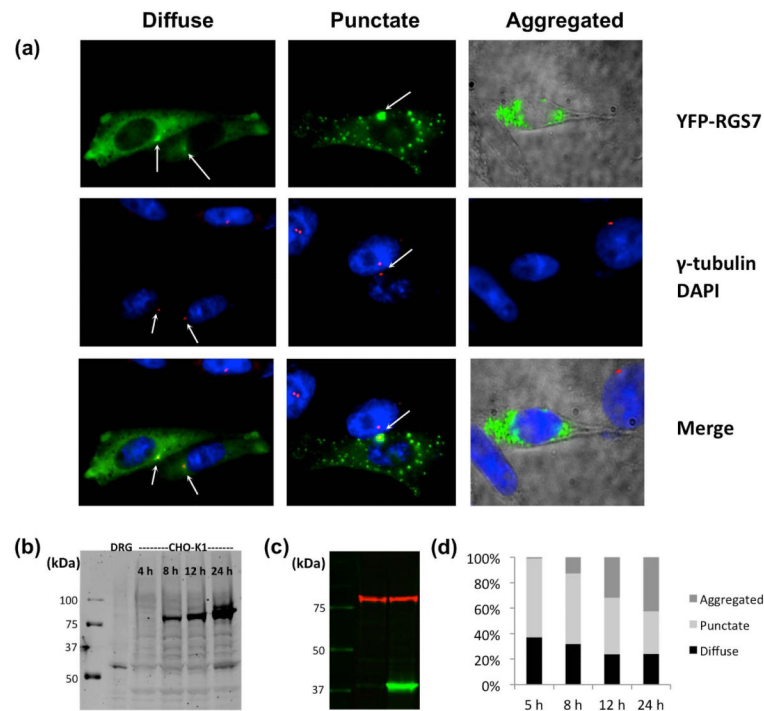 Diffuse Punctate Aggregated
(a)
YFP-RGS7
γ-tubulin
DAPI
Merge
(b)
DRG --------CHO-K1-------
(kDa)
4 h 8 h 12 h 24 h
100
75
37
50
(c)
(kDa)
75
50
37
(d)
100%
80%
60%
40%
20%
0%
5 h 8 h 12 h 24 h
Aggregated
Punctate
Diffuse